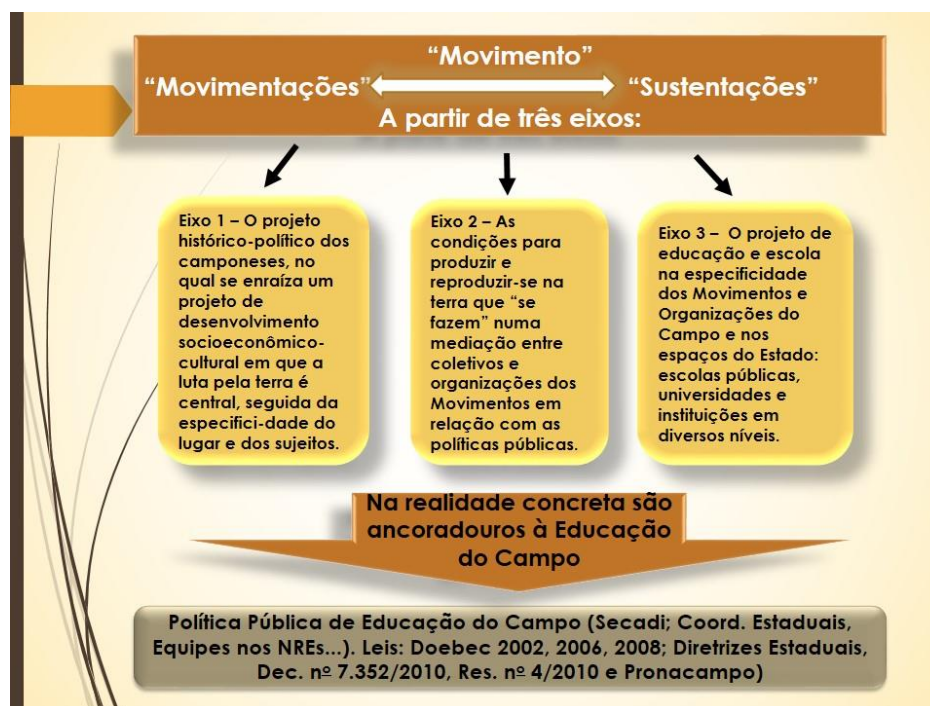 “Movimento”
“Movimentações” “Sustentações”
A partir de três eixos:
Eixo 1 – O projeto
histórico-político dos
camponeses, no
qual se enraíza um
projeto de
desenvolvimento
socioeconômico-
cultural em que a
luta pela terra é
central, seguida da
especifici-dade do
lugar e dos sujeitos.
Eixo 2 – As
condições para
produzir e
reproduzir-se na
terra que “se
fazem” numa
mediação entre
coletivos e
organizações dos
Movimentos em
relação com as
políticas públicas.
Eixo 3 – O projeto de
educação e escola
na especificidade
dos Movimentos e
Organizações do
Campo e nos
espaços do Estado:
escolas públicas,
universidades e
instituições em
diversos níveis.
Na realidade concreta são
ancoradouros à Educação
do Campo
Política Pública de Educação do Campo (Secadi; Coord. Estaduais,
Equipes nos NREs...). Leis: Doebec 2002, 2006, 2008; Diretrizes Estaduais,
Dec. nº 7.352/2010, Res. nº 4/2010 e Pronacampo)